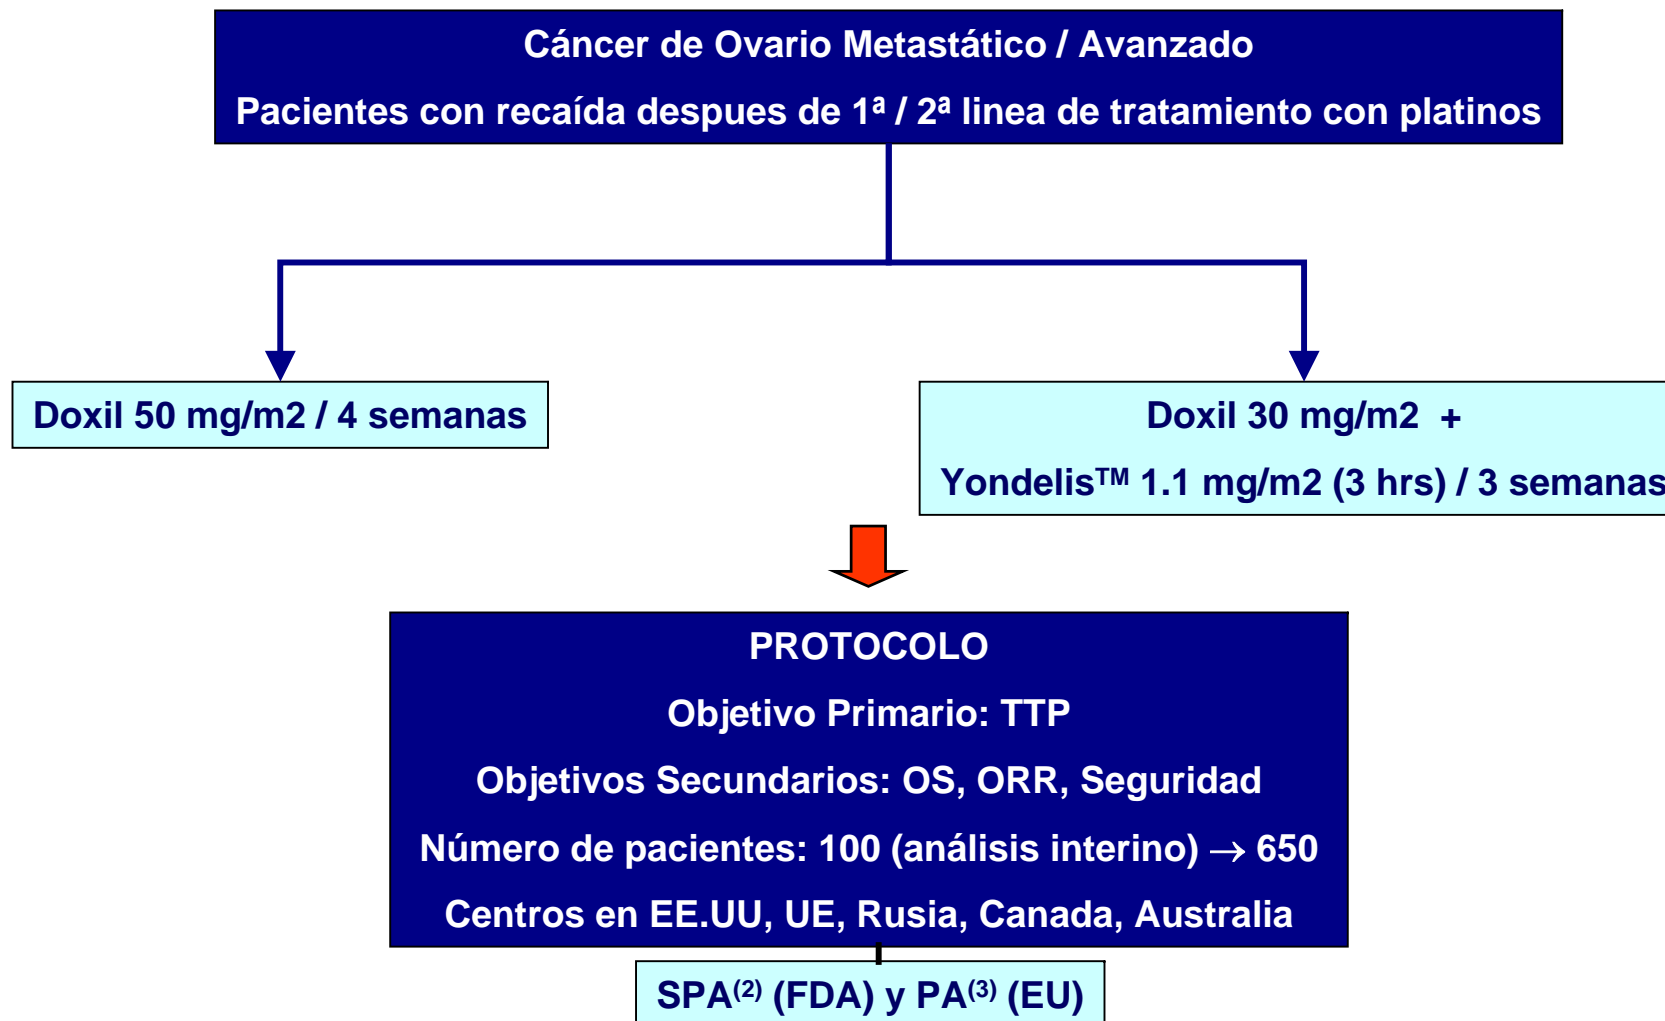 Cáncer de Ovario Metastático / Avanzado
Pacientes con recaída despues de 1ª / 2ª linea de tratamiento con platinos
Doxil 50 mg/m2 / 4 semanas
Doxil 30 mg/m2 +
Yondelis™ 1.1 mg/m2 (3 hrs) / 3 semanas
PROTOCOLO
Objetivo Primario: TTP
Objetivos Secundarios: OS, ORR, Seguridad
Número de pacientes: 100 (análisis interino) → 650
Centros en EE.UU, UE, Rusia, Canada, Australia
SPA⁽²⁾ (FDA) y PA⁽³⁾ (EU)